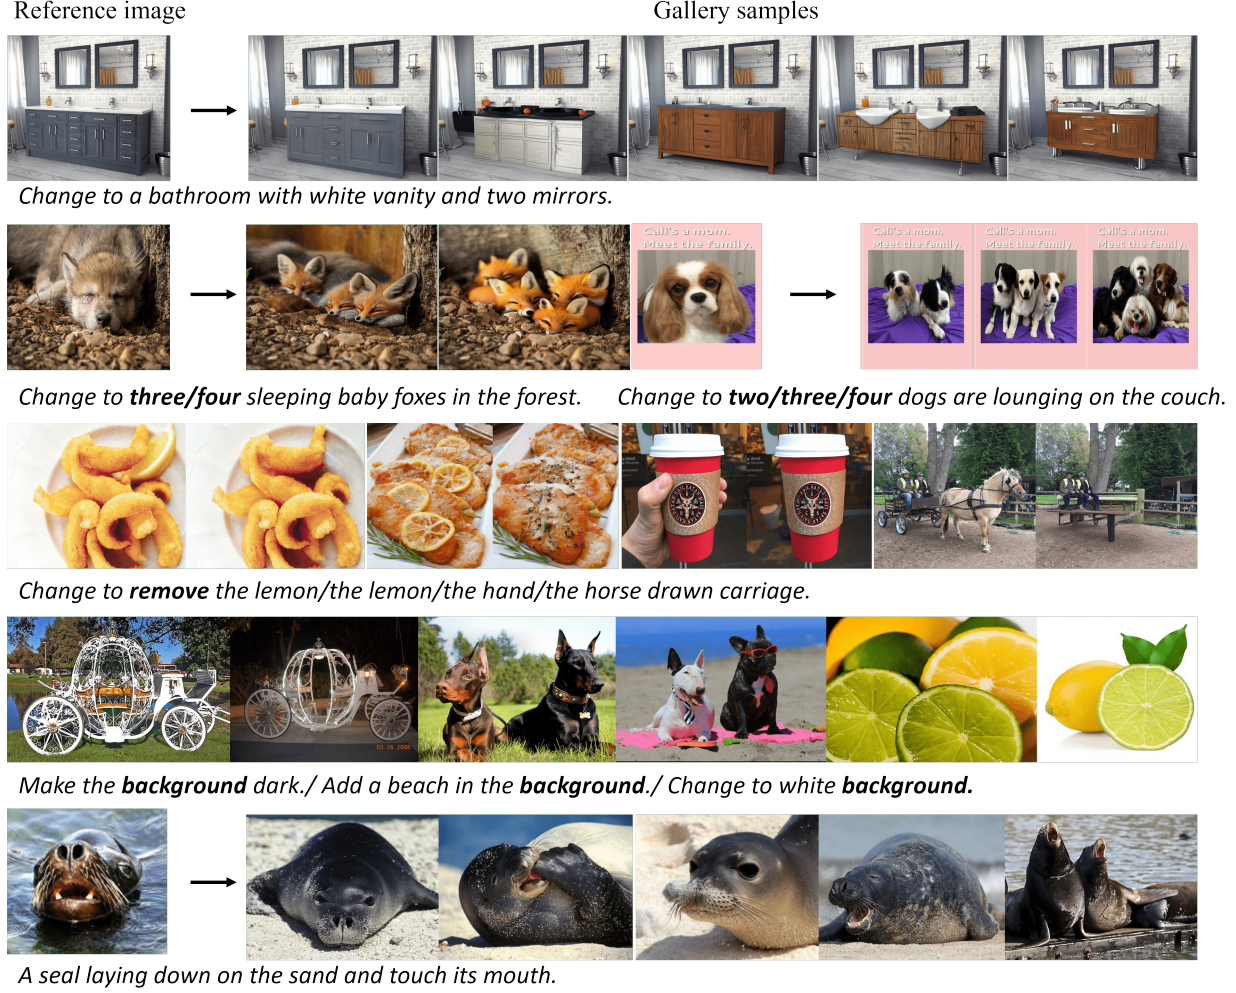 Reference image
Gallery samples
Change to a bathroom with white vanity and two mirrors.
Cali's a mom.
Meet the family.
Cali's a mom.
Meet the family.
Cali's a mom.
Meet the family.
Cali's a mom.
Meet the family.
Change to three/four sleeping baby foxes in the forest.
Change to two/three/four dogs are lounging on the couch.
Change to remove the lemon/the lemon/the hand/the horse drawn carriage.
Make the background dark./ Add a beach in the background./ Change to white background.
A seal laying down on the sand and touch its mouth.